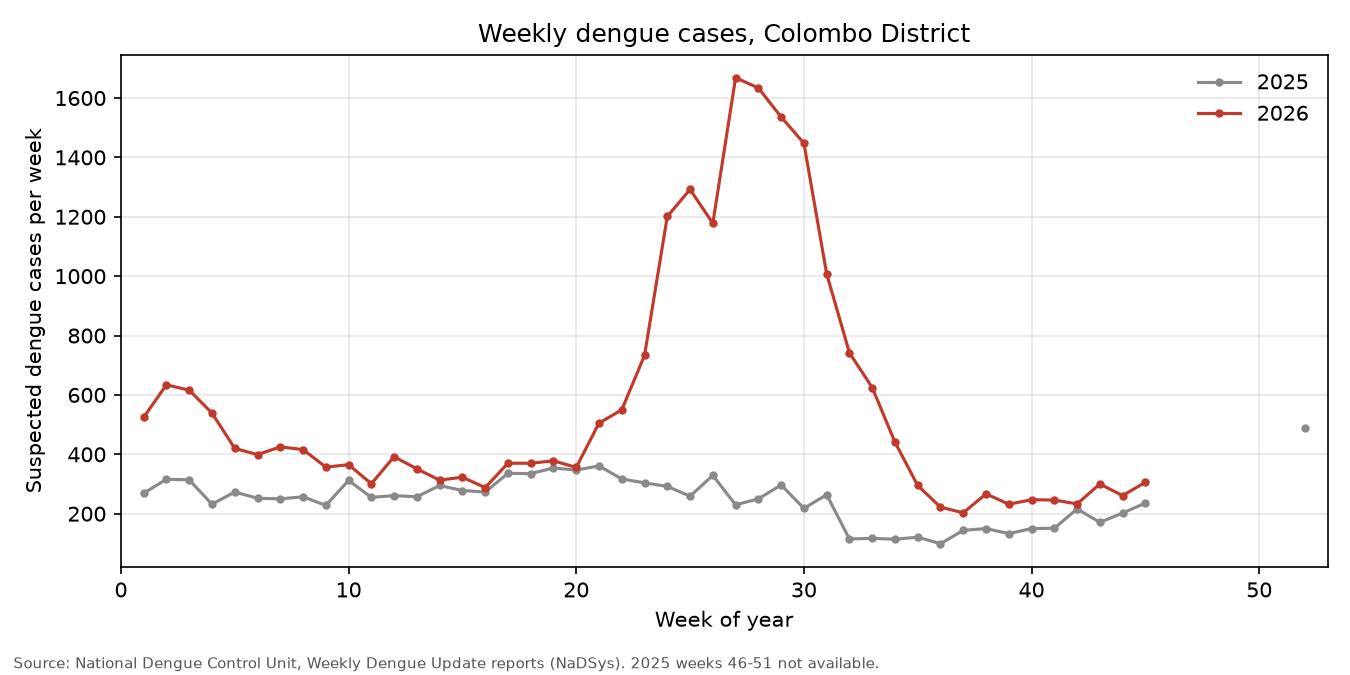 Weekly dengue cases, Colombo District
Suspected dengue cases per week
1600
1400
1200
1000
800
600
400
200
2025
2026
0 10 20 30 40 50
Week of year
Source: National Dengue Control Unit, Weekly Dengue Update reports (NaDSys). 2025 weeks 46-51 not available.